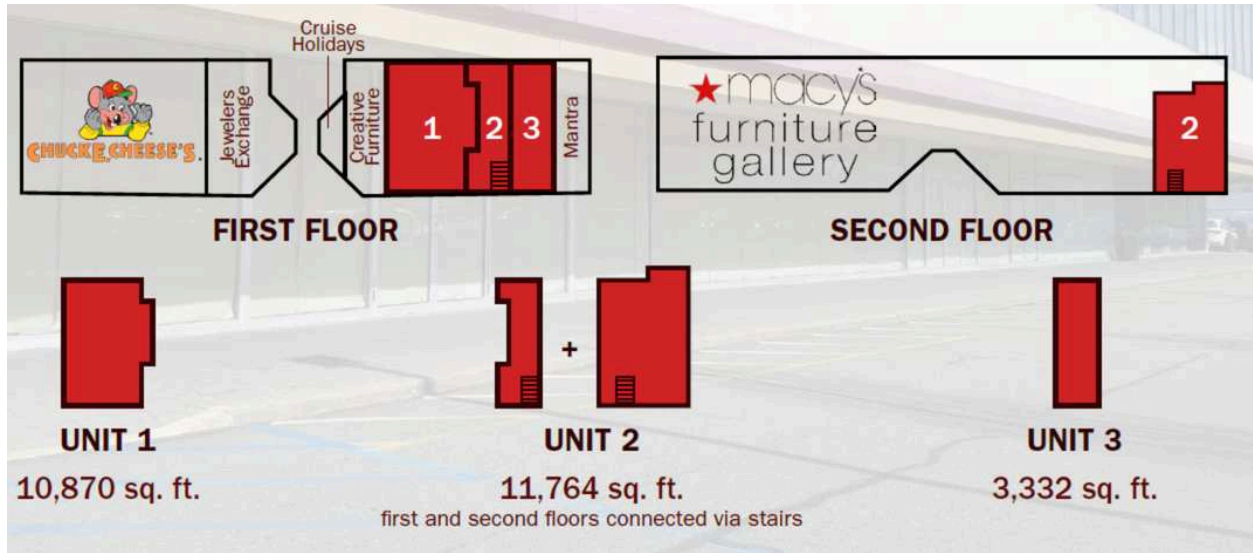 Cruise
Holidays
CHUCK E. CHEESE'S.
Jewelers
Exchange
Creative
Furniture
1
2
3
Mantra
FIRST FLOOR
macy's
furniture
gallery
2
SECOND FLOOR
+
UNIT 1
10,870 sq. ft.
UNIT 2
11,764 sq. ft.
first and second floors connected via stairs
UNIT 3
3,332 sq. ft.